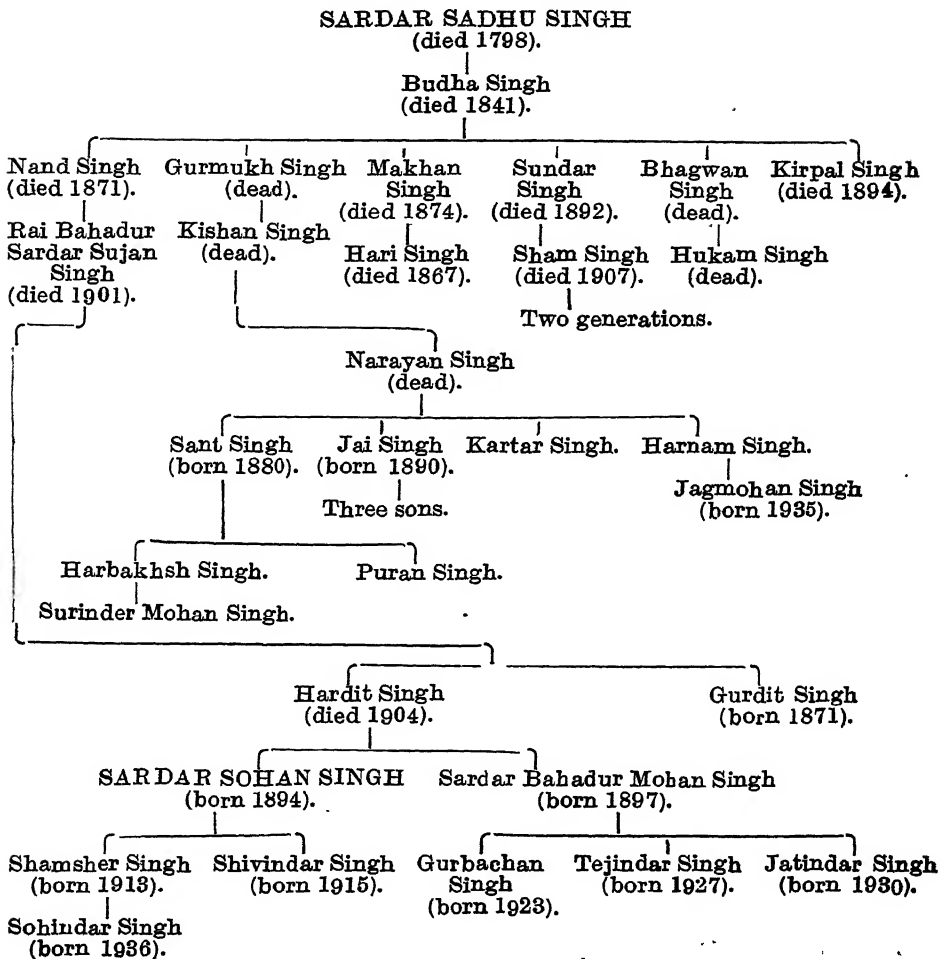 SARDAR SADHU SINGH
(died 1798).
Budha Singh
(died 1841).
Nand Singh
(died 1871).
Gurmukh Singh
(dead).
Makhan
Singh
(died 1874).
Sundar
Singh
(died 1892).
Bhagwan
Singh
(dead).
Kirpal Singh
(died 1894).
Rai Bahadur
Sardar Sujan
Singh
(died 1901).
Kishan Singh
(dead).
Hari Singh
(died 1867).
Sham Singh
(died 1907).
Hukam Singh
(dead).
Two generations.
Narayan Singh
(dead).
Sant Singh
(born 1880).
Jai Singh
(born 1890).
Kartar Singh.
Harnam Singh.
Three sons.
Jagmohan Singh
(born 1935).
Harbakhsh Singh.
Puran Singh.
Surinder Mohan Singh.
Hardit Singh
(died 1904).
Gurdit Singh
(born 1871).
SARDAR SOHAN SINGH
(born 1894).
Sardar Bahadur Mohan Singh
(born 1897).
Shamsher Singh
(born 1913).
Shivindar Singh
(born 1915).
Gurbachan
Singh
(born 1923).
Tejindar Singh
(born 1927).
Jatindar Singh
(born 1930).
Sohindar Singh
(born 1936).